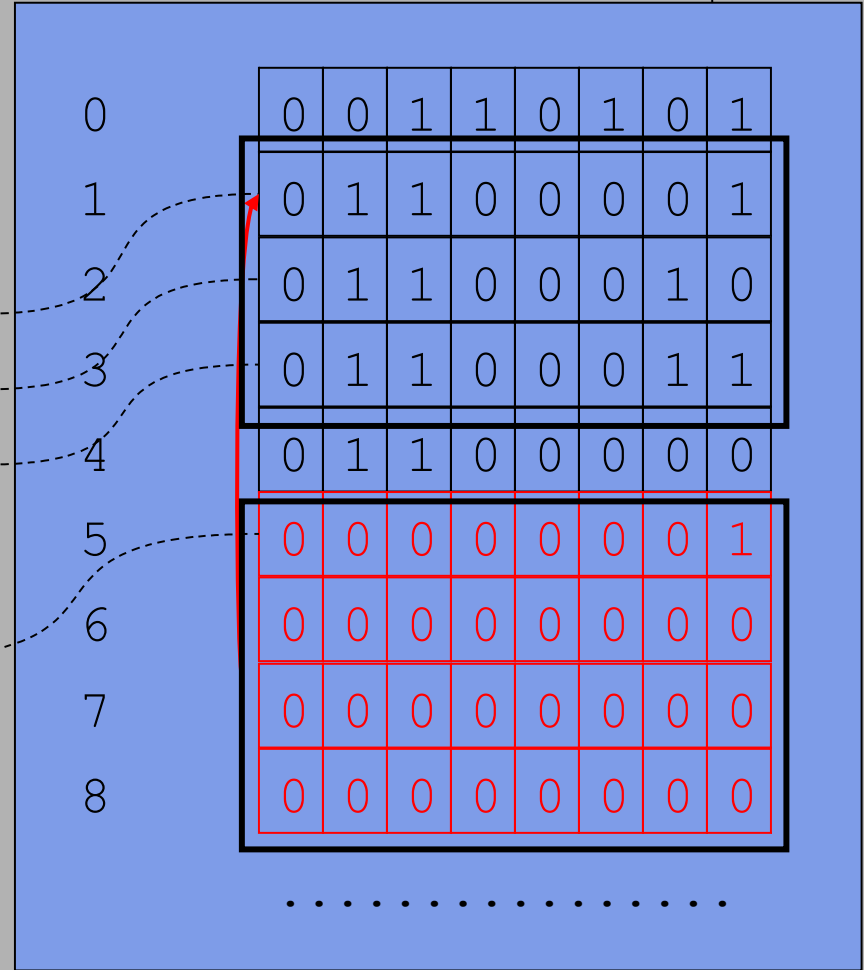 0 0 0 1 1 0 1 0 1
1 0 1 1 0 0 0 0 1
2 0 1 1 0 0 0 1 0
3 0 1 1 0 0 0 1 1
4 0 1 1 0 0 0 0 0
5 0 0 0 0 0 0 0 1
6 0 0 0 0 0 0 0 0
7 0 0 0 0 0 0 0 0
8 0 0 0 0 0 0 0 0
. . . . . . . . . . . . . . . .